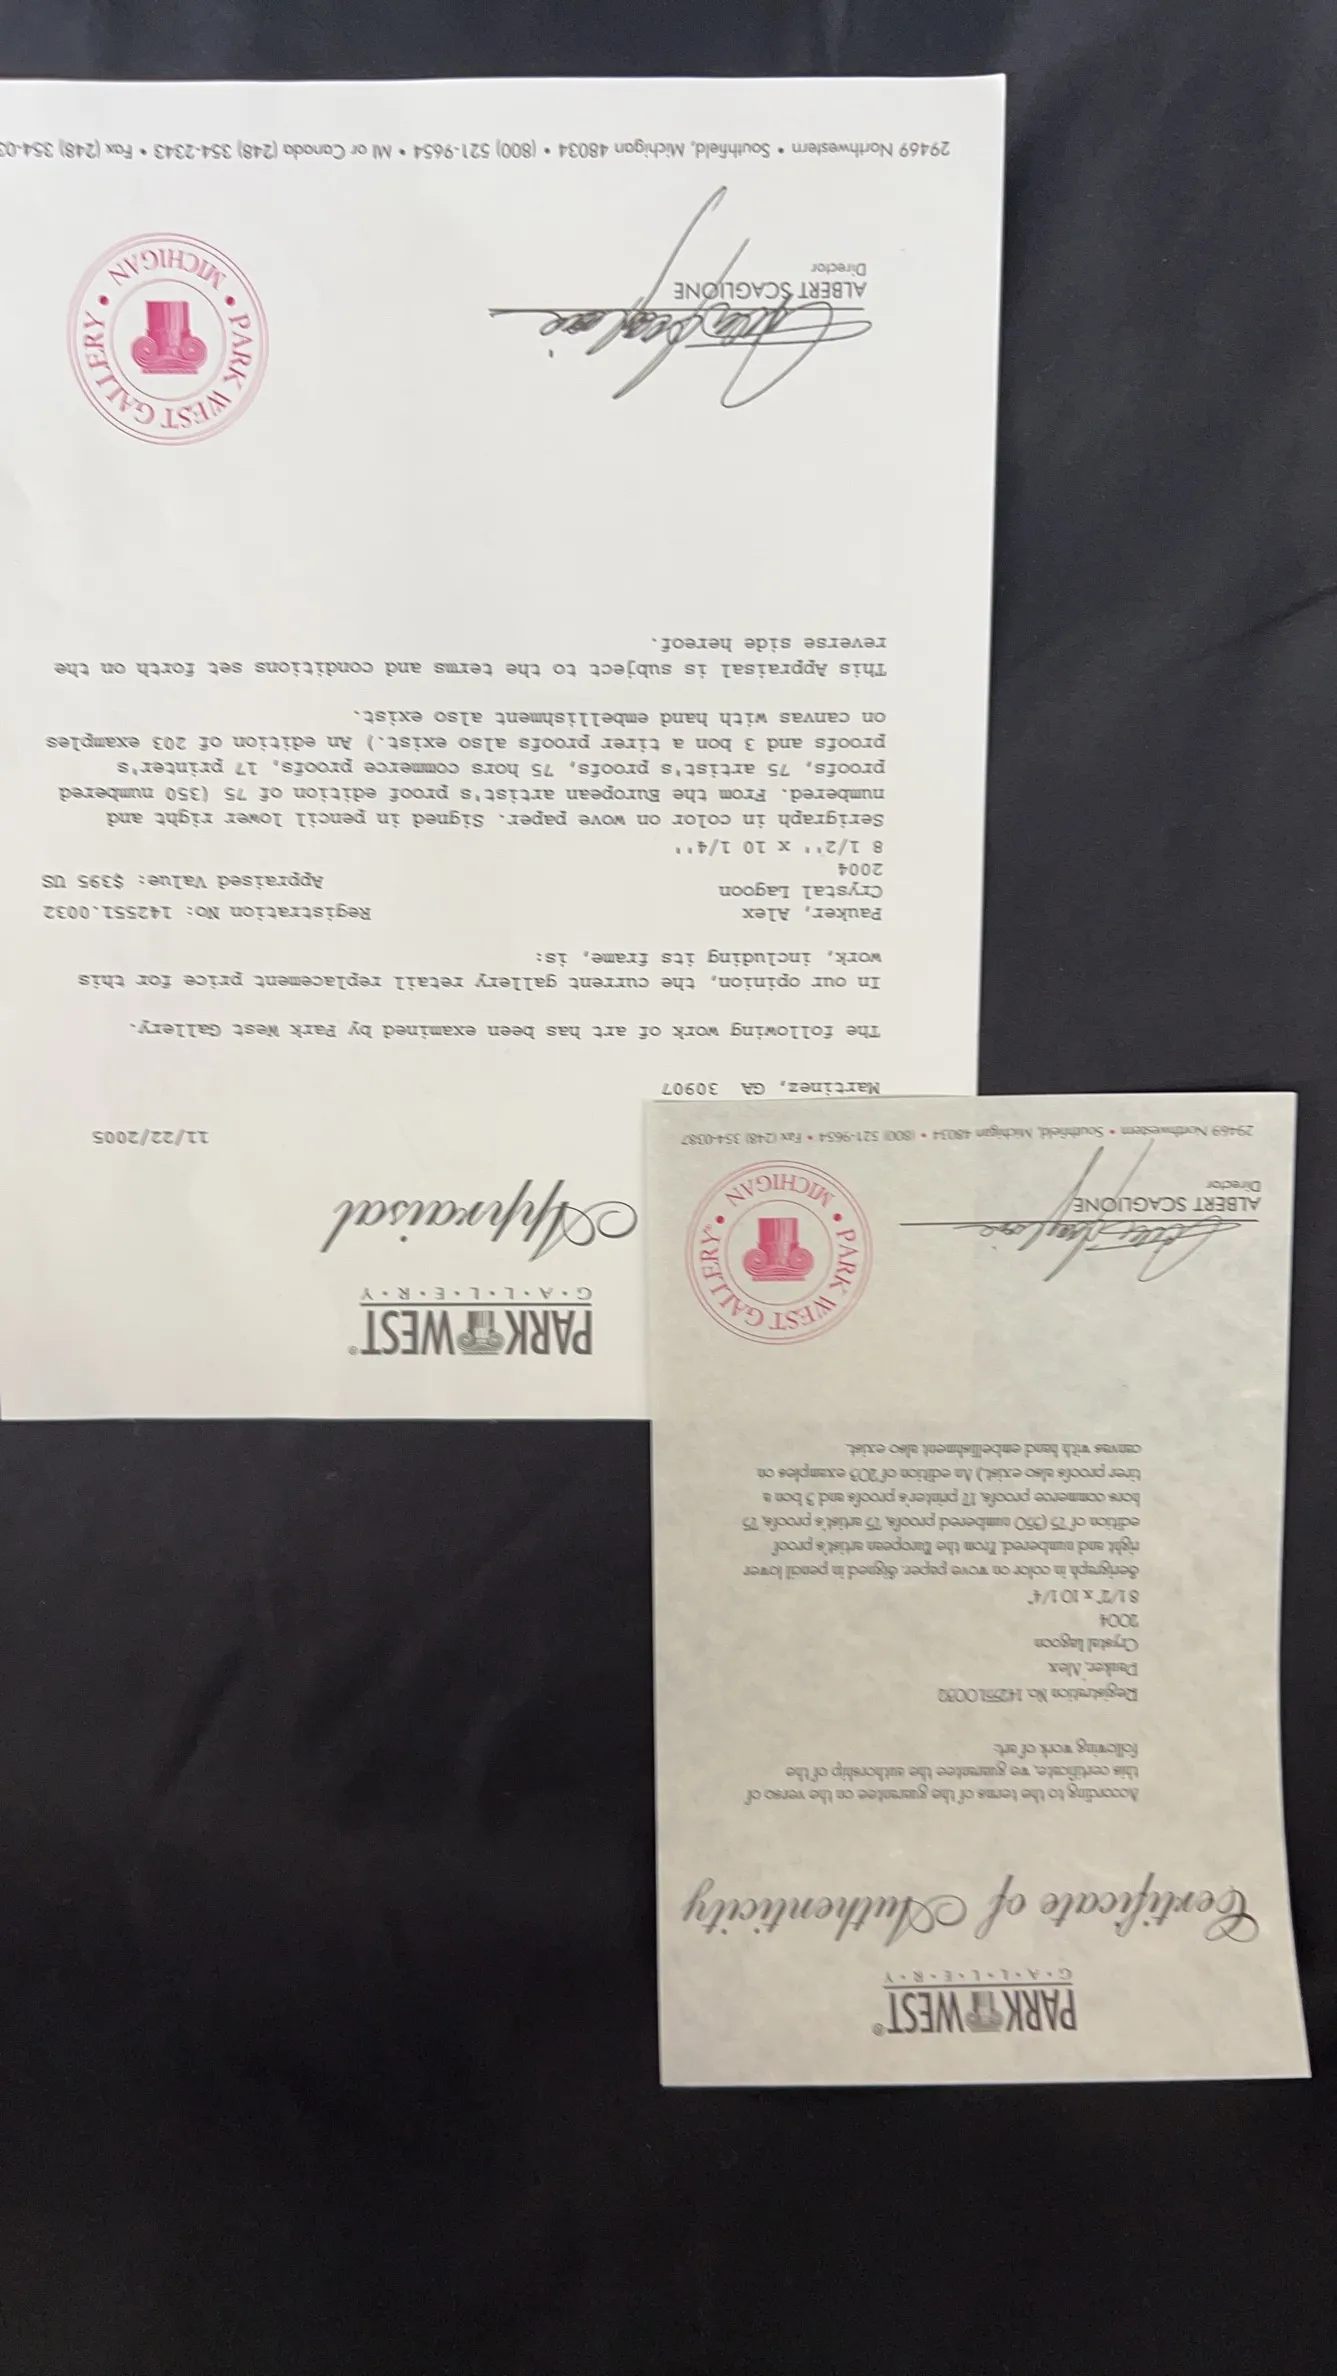 PARK WEST®
G•A•L•L•E•R•Y
Appraisal
11/22/2005
Martinez, GA 30907
The following work of art has been examined by Park West Gallery.
In our opinion, the current gallery retail replacement price for this
work, including its frame, is:
Pauker, Alex Registration No: 142551.0032
Crystal Lagoon
2004 Appraised Value: $395 US
8 1/2'' x 10 1/4''
Serigraph in color on wove paper. Signed in pencil lower right and
numbered. From the European artist's proof edition of 75 (350 numbered
proofs, 75 artist's proofs, 75 hors commerce proofs, 17 printer's
proofs and 3 bon a tirer proofs also exist.) An edition of 203 examples
on canvas with hand embellishment also exist.
This Appraisal is subject to the terms and conditions set forth on the
reverse side hereof.
ALBERT SCAGLIONE
Director
PARK WEST GALLERY • MICHIGAN •
29469 Northwestern • Southfield, Michigan 48034 • (800) 521-9654 • MI or Canada (248) 354-2343 • Fax (248) 354-03
PARK WEST®
G•A•L•L•E•R•Y
Certificate of Authenticity
According to the terms of the guarantee on the verso of
this certificate, we guarantee the authorship of the
following work of art:
Registration No. 142551.0032
Pauker, Alex
Crystal Lagoon
2004
8 1/2" x 10 1/4"
Serigraph in color on wove paper. Signed in pencil lower
right and numbered. From the European artist's proof
edition of 75 (350 numbered proofs, 75 artist's proofs, 75
hors commerce proofs, 17 printer's proofs and 3 bon a
tirer proofs also exist.) An edition of 203 examples on
canvas with hand embellishment also exist.
ALBERT SCAGLIONE
Director
PARK WEST GALLERY® • MICHIGAN •
29469 Northwestern • Southfield, Michigan 48034 • (800) 521-9654 • Fax (248) 354-0387